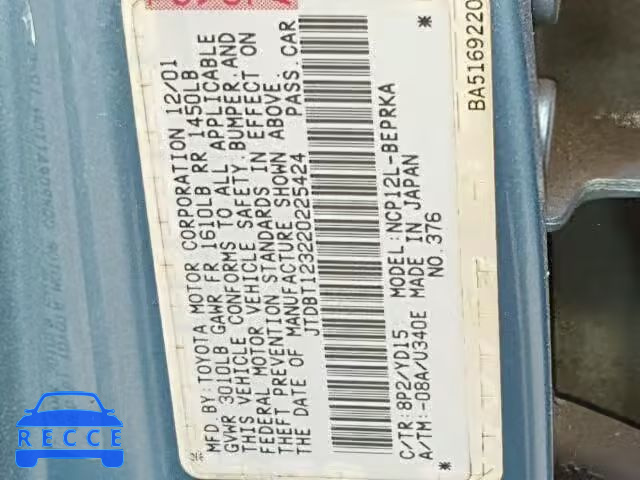 MFD BY: TOYOTA MOTOR CORPORATION 12/01
GVWR 3010LB GAWR FR 1610LB RR 1450LB
THIS VEHICLE CONFORMS TO ALL APPLICABLE
FEDERAL MOTOR VEHICLE SAFETY, BUMPER, AND
THEFT PREVENTION STANDARDS IN EFFECT ON
THE DATE OF MANUFACTURE SHOWN ABOVE.
JTDBT123220225424 PASS. CAR
C/TR: 8P2/YD15 MODEL: NCP12L-BEPRKA
A/TM: -08A/U340E MADE IN JAPAN
* NO. 376 *
BA5169220
RECCE